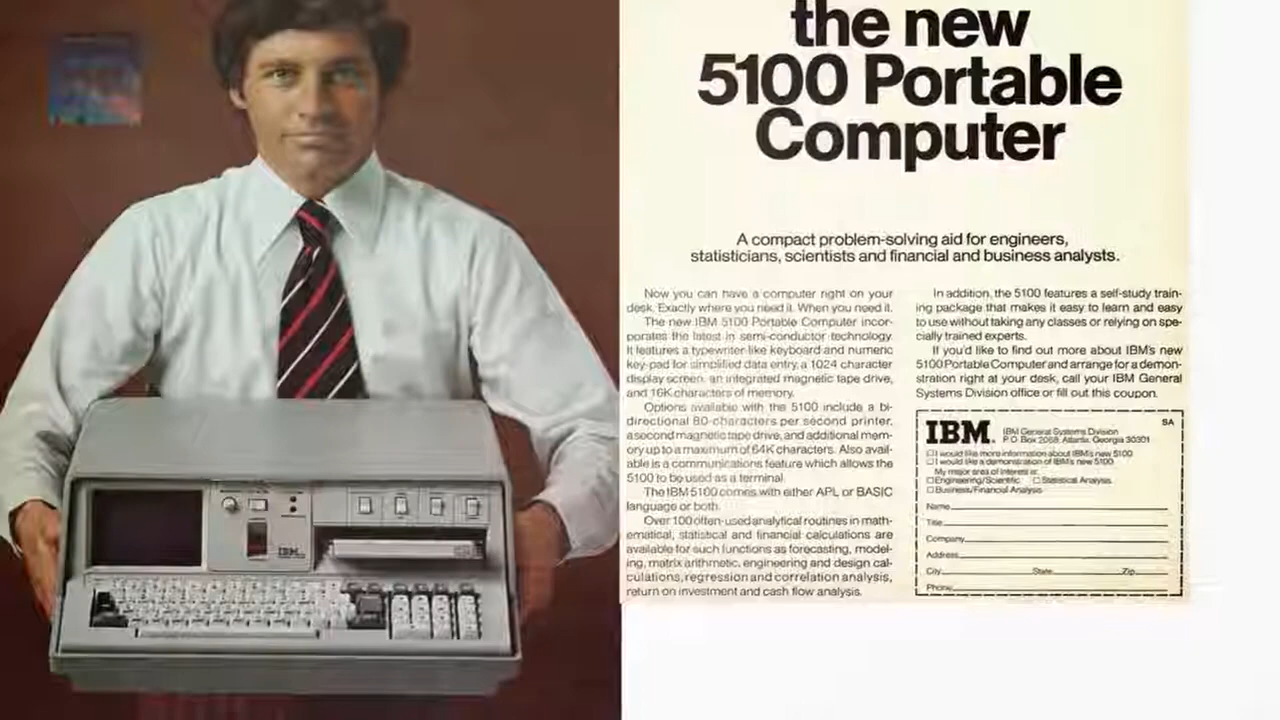 the new
5100 Portable
Computer
A compact problem-solving aid for engineers,
statisticians, scientists and financial and business analysts.
Now you can have a computer right on your
desk. Exactly where you need it. When you need it.
The new IBM 5100 Portable Computer incor-
porates the latest in semi-conductor technology.
It features a typewriter-like keyboard and numeric
key-pad for simplified data entry, a 1024 character
display screen, an integrated magnetic tape drive,
and 16K characters of memory.
Options available with the 5100 include a bi-
directional 80-characters per second printer,
a second magnetic tape drive, and additional mem-
ory up to a maximum of 64K characters. Also avail-
able is a communications feature which allows the
5100 to be used as a terminal.
The IBM 5100 comes with either APL or BASIC
language or both.
Over 100 often-used analytical routines in math-
ematical, statistical and financial calculations are
available for such functions as forecasting, model-
ing, matrix arithmetic, engineering and design cal-
culations, regression and correlation analysis,
return on investment and cash flow analysis.
In addition, the 5100 features a self-study train-
ing package that makes it easy to learn and easy
to use without taking any classes or relying on spe-
cially trained experts.
If you'd like to find out more about IBM's new
5100 Portable Computer and arrange for a demon-
stration right at your desk, call your IBM General
Systems Division office or fill out this coupon.
SA
IBM. IBM General Systems Division
P.O. Box 2068, Atlanta, Georgia 30301
I would like more information about IBM's new 5100
I would like a demonstration of IBM's new 5100
My major area of interest is:
Engineering/Scientific Statistical Analysis
Business/Financial Analysis
Name
Title
Company
Address
City State Zip
Phone
IBM